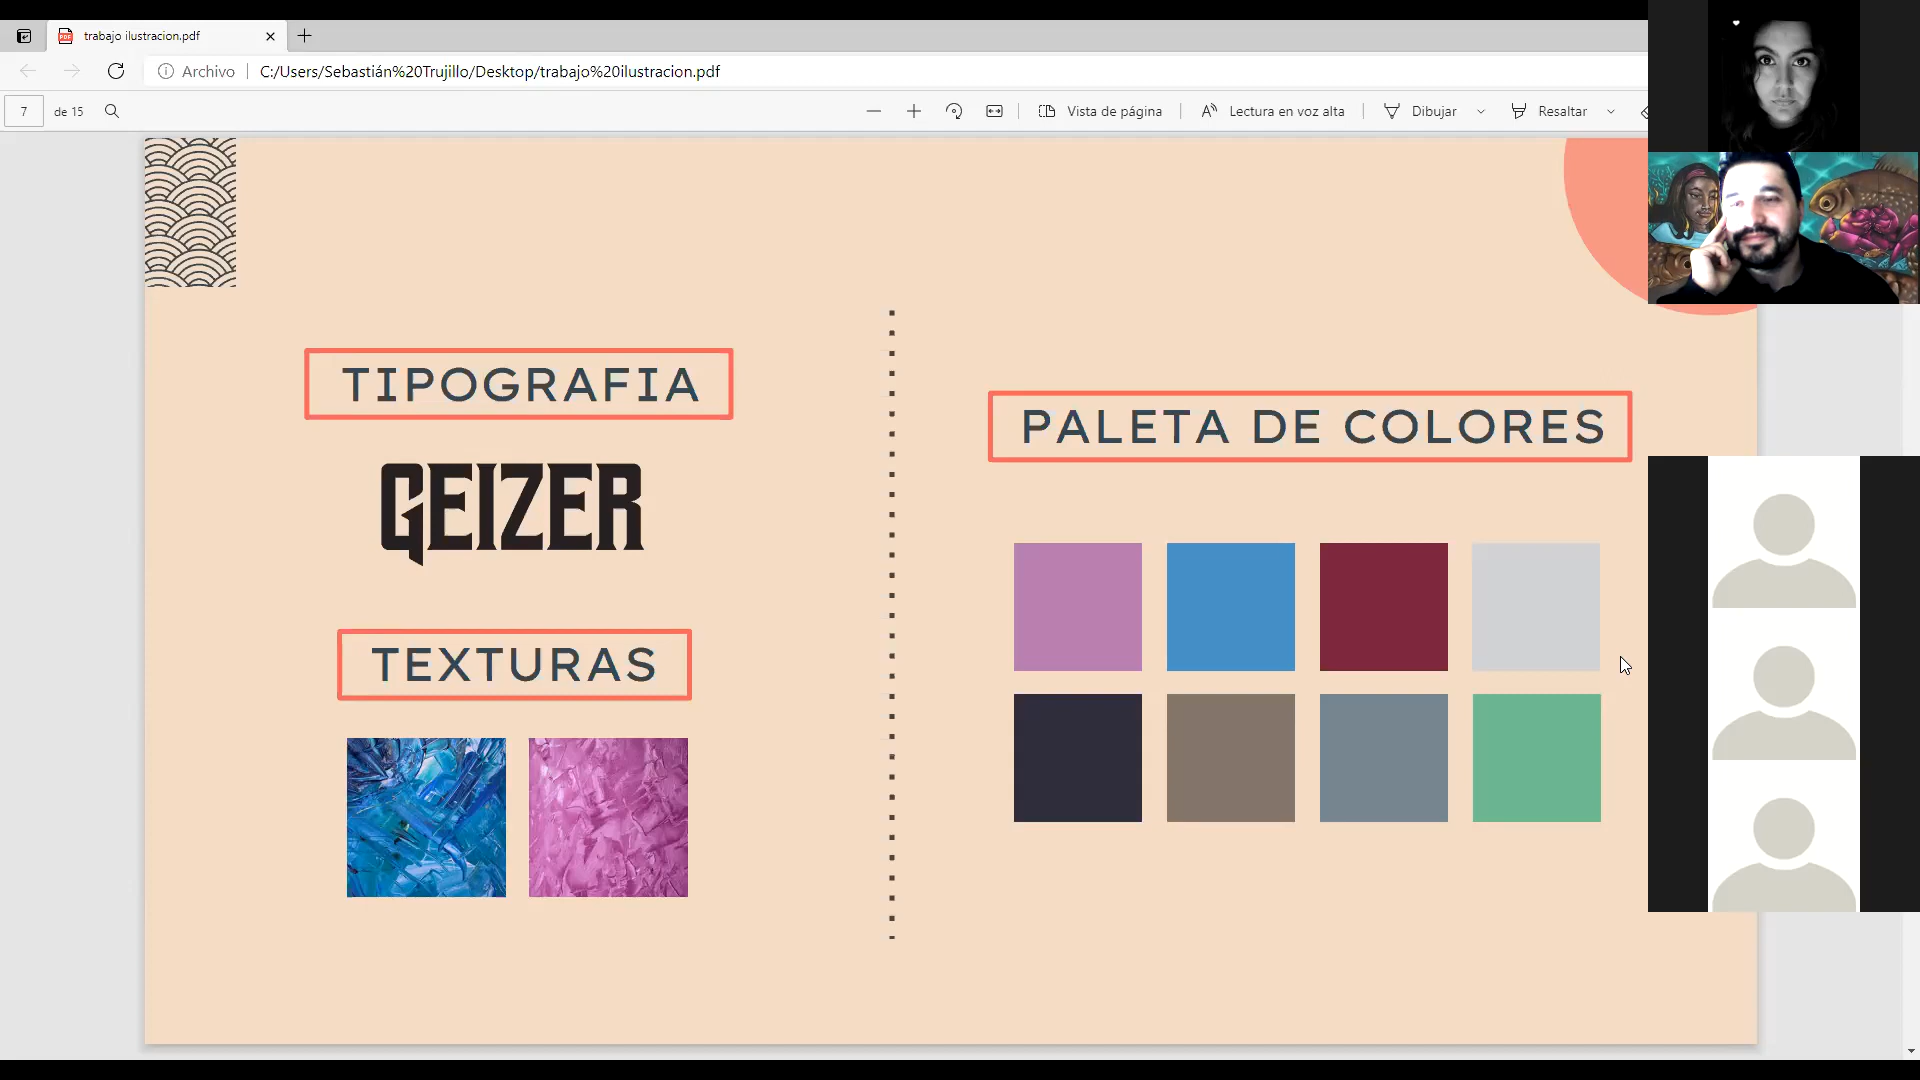 trabajo ilustracion.pdf
Archivo
C:/Users/Sebastián%20Trujillo/Desktop/trabajo%20ilustracion.pdf
7
de 15
Vista de página
Lectura en voz alta
Dibujar
Resaltar
TIPOGRAFIA
GEIZER
TEXTURAS
PALETA DE COLORES